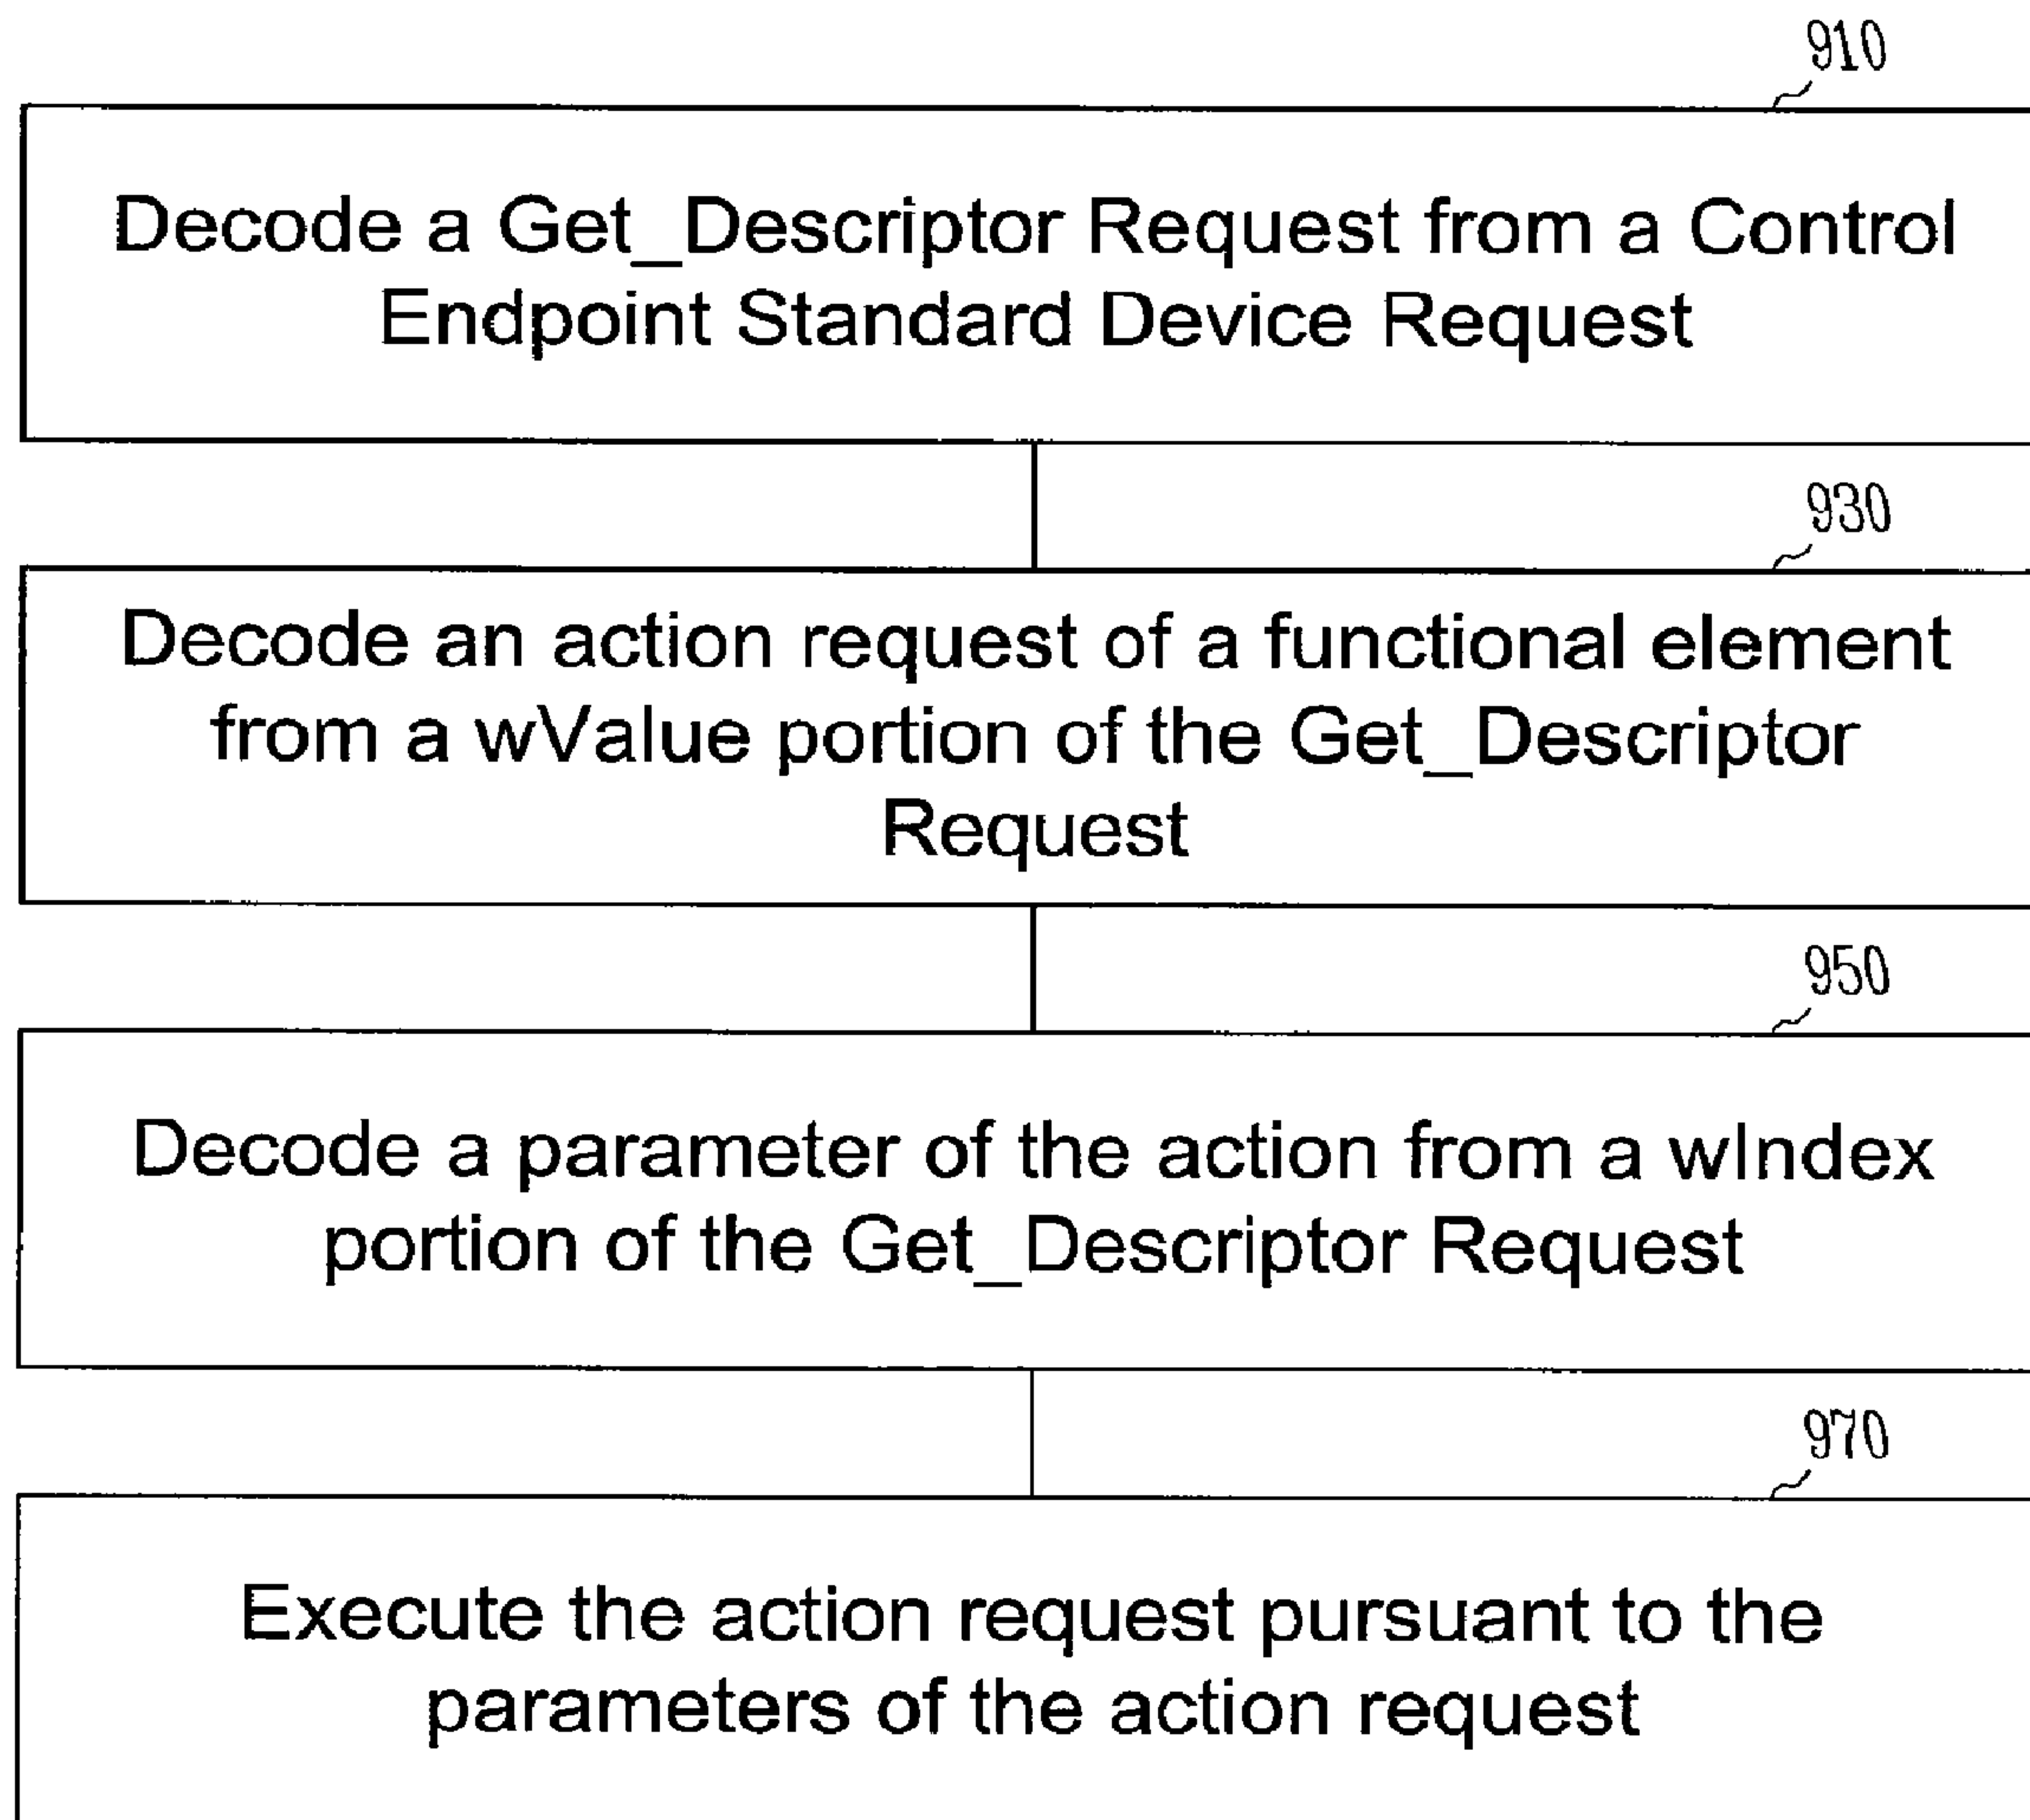 910
Decode a Get_Descriptor Request from a Control
Endpoint Standard Device Request
930
Decode an action request of a functional element
from a wValue portion of the Get_Descriptor
Request
950
Decode a parameter of the action from a wIndex
portion of the Get_Descriptor Request
970
Execute the action request pursuant to the
parameters of the action request